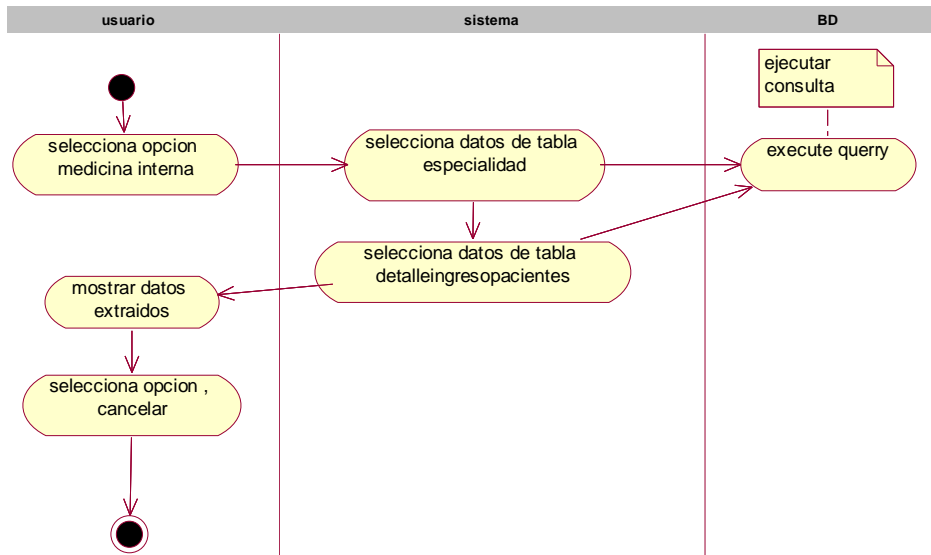 usuario
sistema
BD
ejecutar
consulta
selecciona opcion
medicina interna
selecciona datos de tabla
especialidad
execute querry
selecciona datos de tabla
detalleingresopacientes
mostrar datos
extraidos
selecciona opcion ,
cancelar